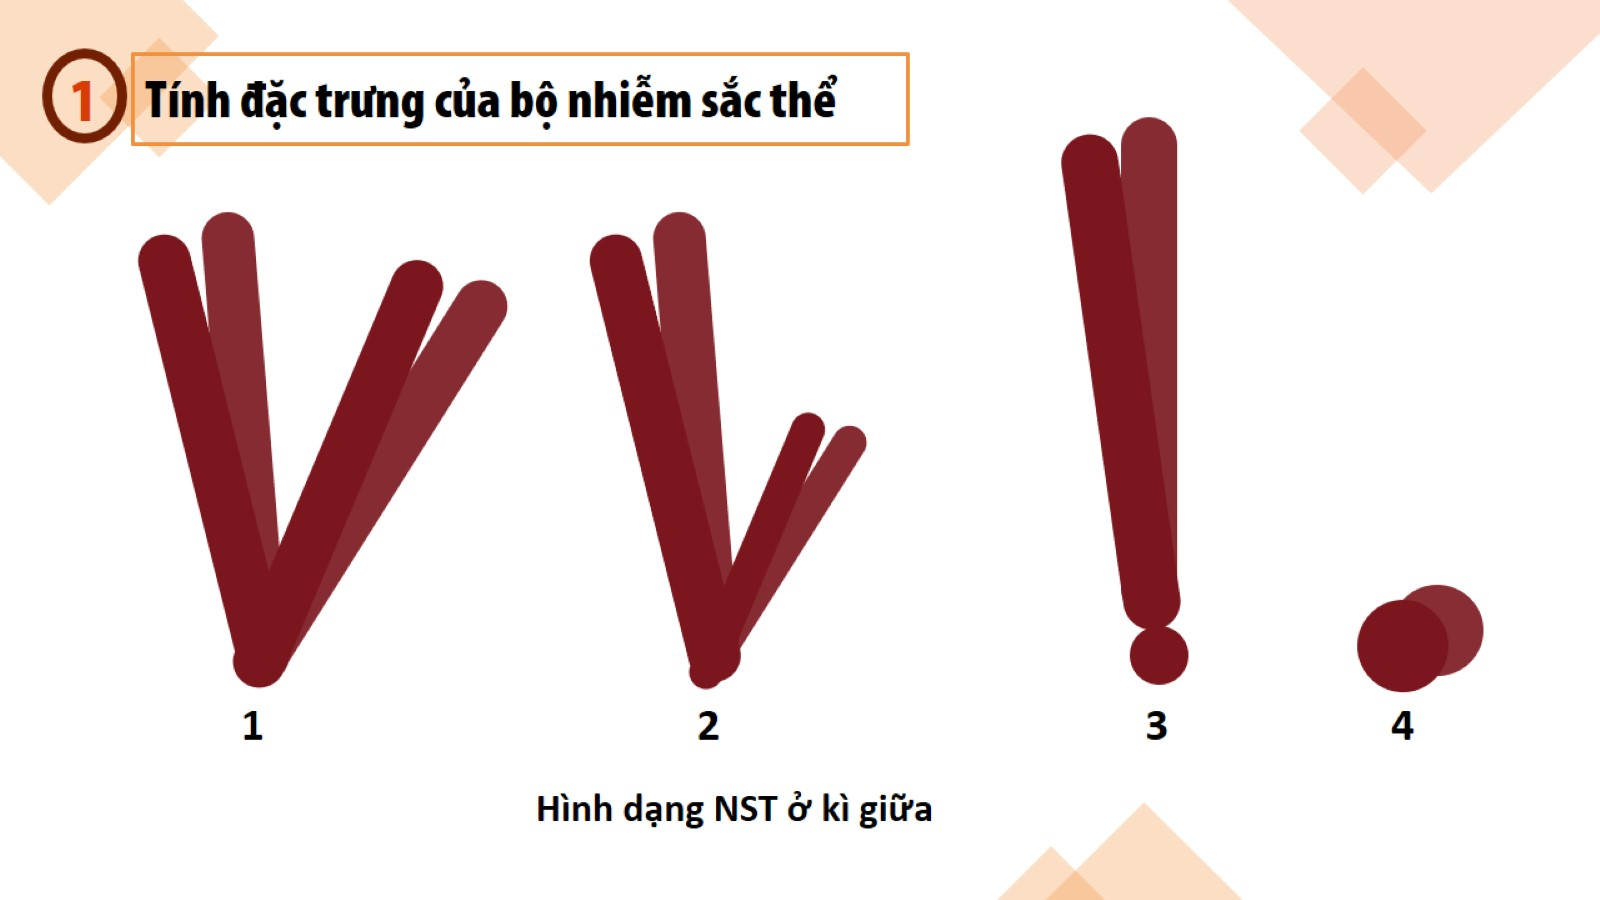 1 Tính đặc trưng của bộ nhiễm sắc thể
1 2 3 4
Hình dạng NST ở kì giữa